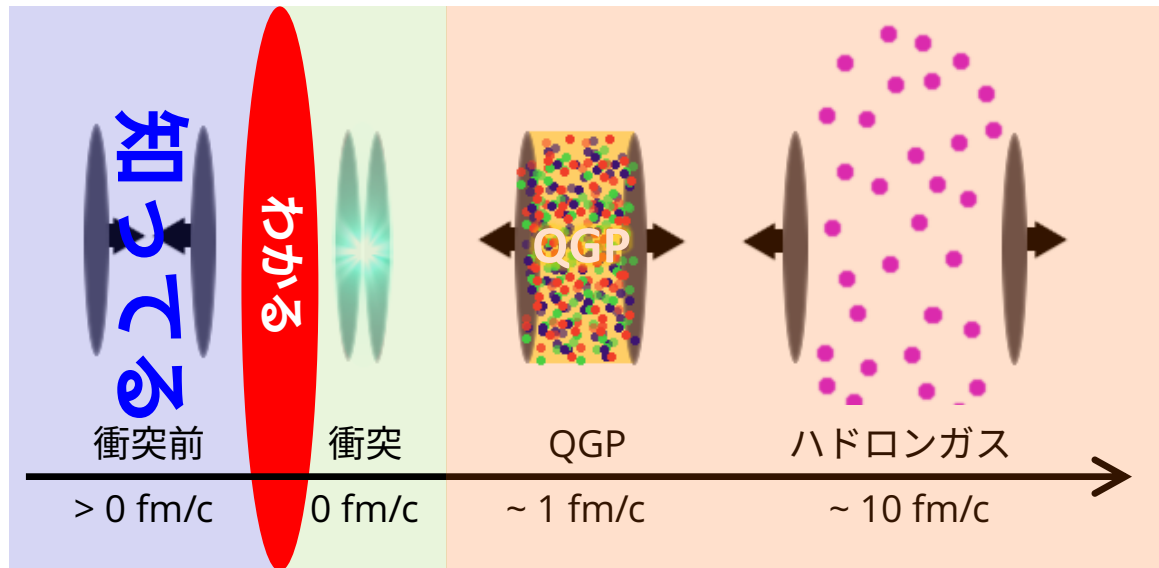 知ってる
わかる
QGP
衝突前
衝突
QGP
ハドロンガス
> 0 fm/c
0 fm/c
~ 1 fm/c
~ 10 fm/c